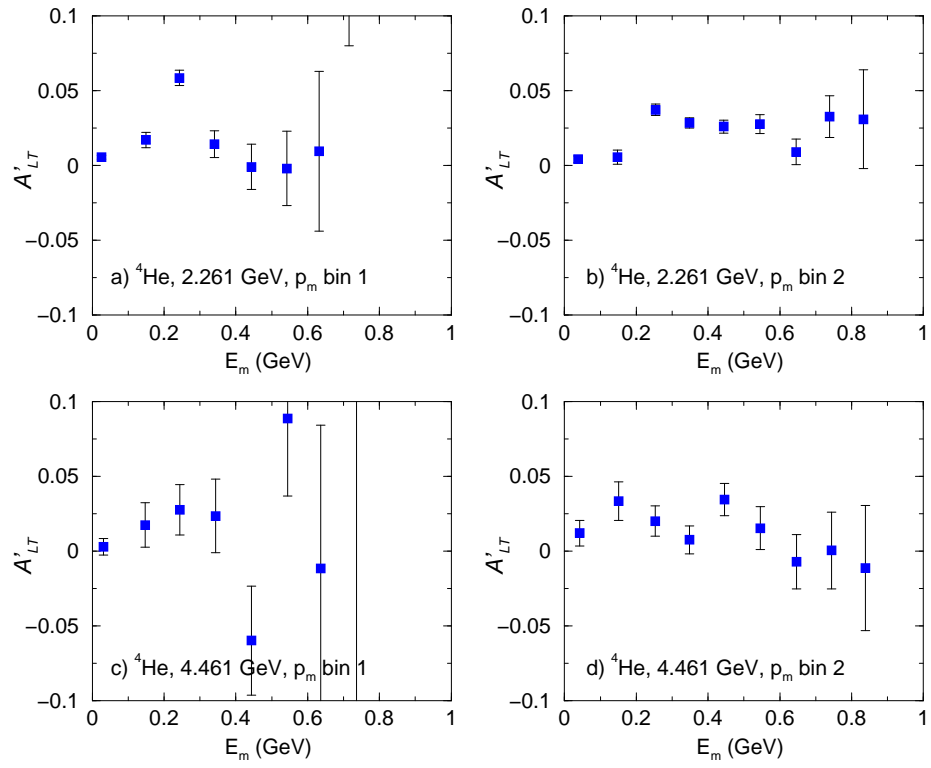 0.1
0.05
0
−0.05
−0.1
A'LT
a) ⁴He, 2.261 GeV, pm bin 1
0 0.2 0.4 0.6 0.8 1
Em (GeV)
0.1
0.05
0
−0.05
−0.1
A'LT
b) ⁴He, 2.261 GeV, pm bin 2
0 0.2 0.4 0.6 0.8 1
Em (GeV)
0.1
0.05
0
−0.05
−0.1
A'LT
c) ⁴He, 4.461 GeV, pm bin 1
0 0.2 0.4 0.6 0.8 1
Em (GeV)
0.1
0.05
0
−0.05
−0.1
A'LT
d) ⁴He, 4.461 GeV, pm bin 2
0 0.2 0.4 0.6 0.8 1
Em (GeV)